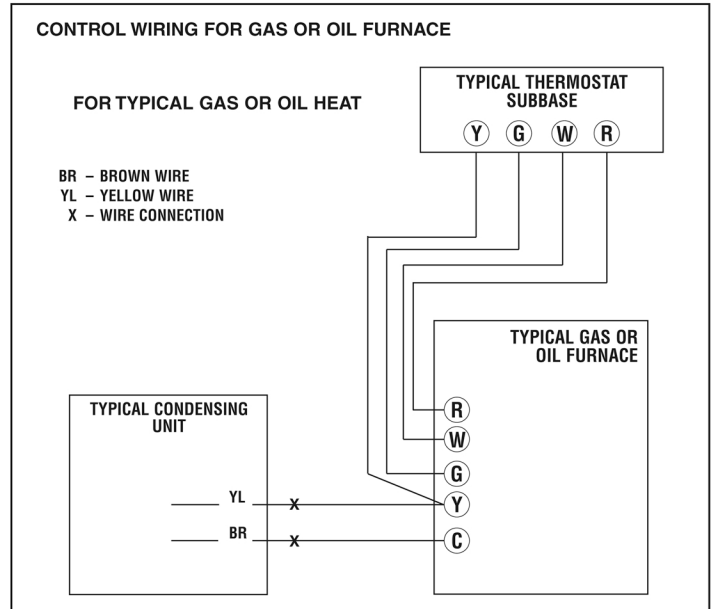 CONTROL WIRING FOR GAS OR OIL FURNACE
FOR TYPICAL GAS OR OIL HEAT
TYPICAL THERMOSTAT
SUBBASE
Y G W R
BR – BROWN WIRE
YL – YELLOW WIRE
X – WIRE CONNECTION
TYPICAL GAS OR
OIL FURNACE
R
W
G
Y
C
TYPICAL CONDENSING
UNIT
YL X
BR X